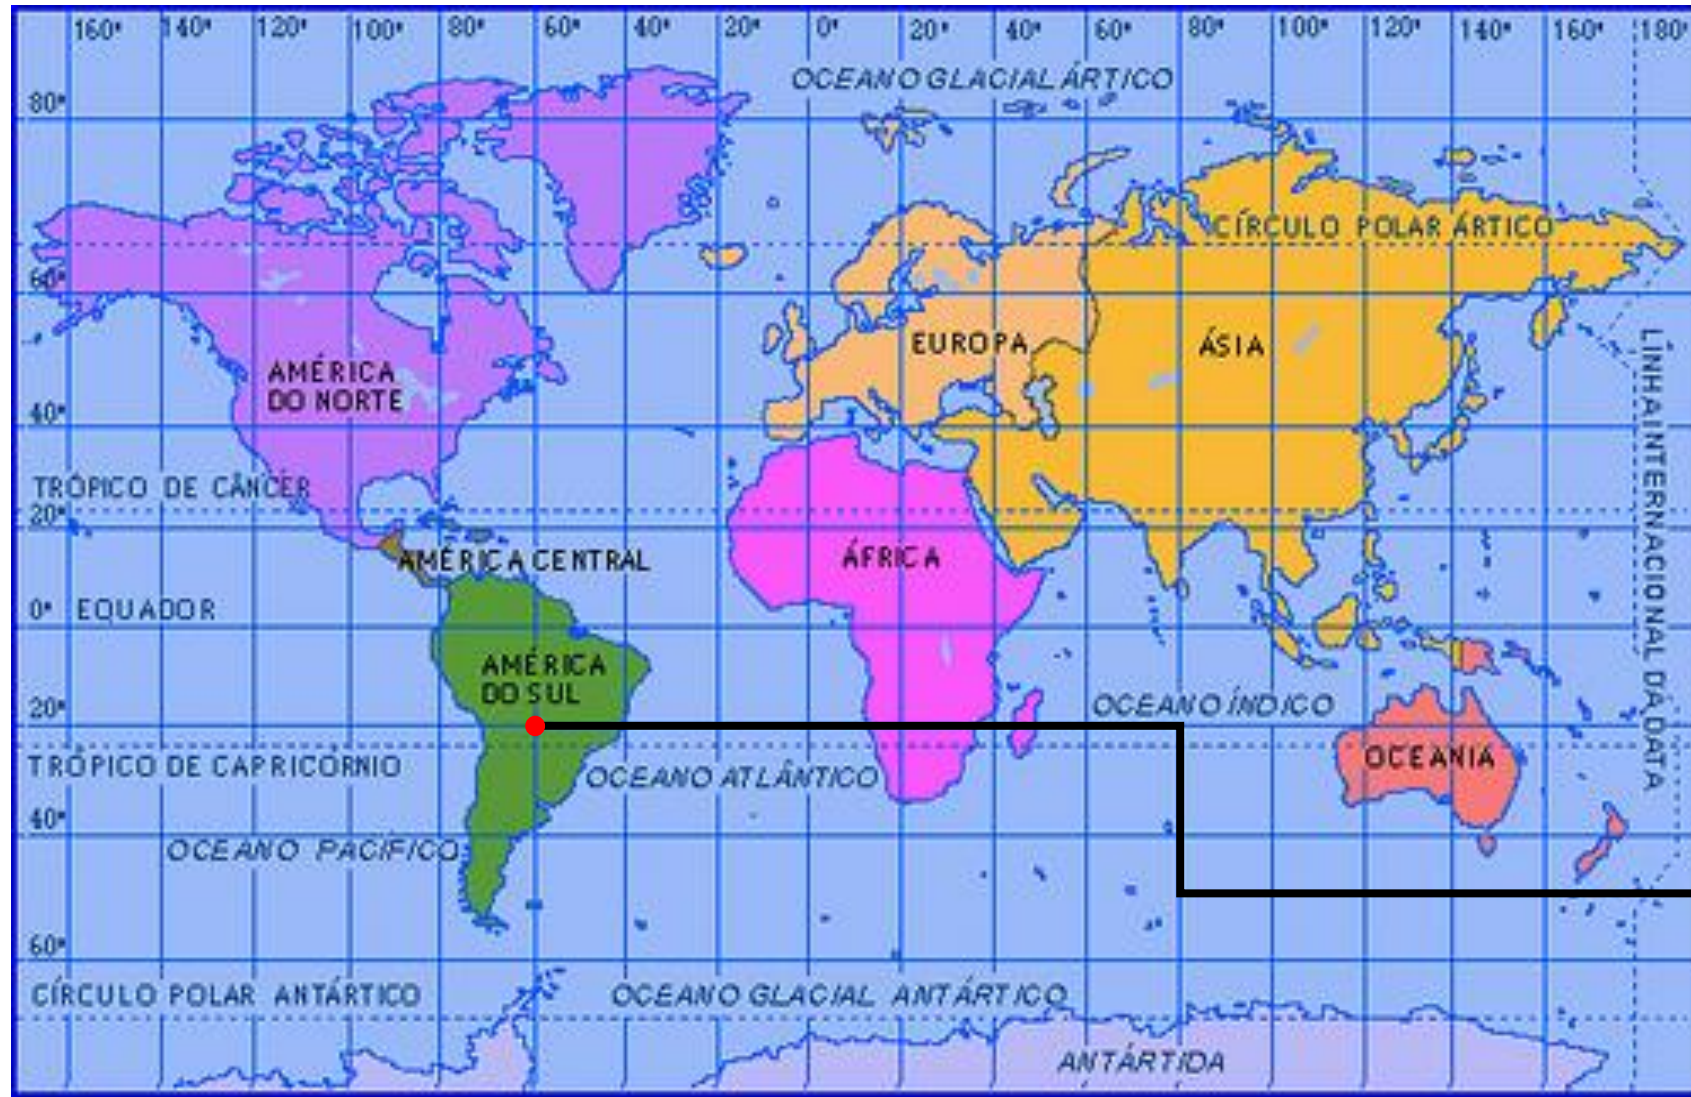 160° 140° 120° 100° 80° 60° 40° 20° 0° 20° 40° 60° 80° 100° 120° 140° 160° 180°
OCEANO GLACIAL ÁRTICO
80°
CÍRCULO POLAR ÁRTICO
60°
EUROPA
ÁSIA
AMÉRICA
DO NORTE
40°
LINHA INTERNACIONAL DA DATA
TRÓPICO DE CÂNCER
20°
AMÉRICA CENTRAL
ÁFRICA
0° EQUADOR
AMÉRICA
DO SUL
20°
OCEANO ÍNDICO
TRÓPICO DE CAPRICÓRNIO
OCEANO ATLÂNTICO
OCEANIA
40°
OCEANO PACÍFICO
60°
CÍRCULO POLAR ANTÁRTICO
OCEANO GLACIAL ANTÁRTICO
ANTÁRTIDA